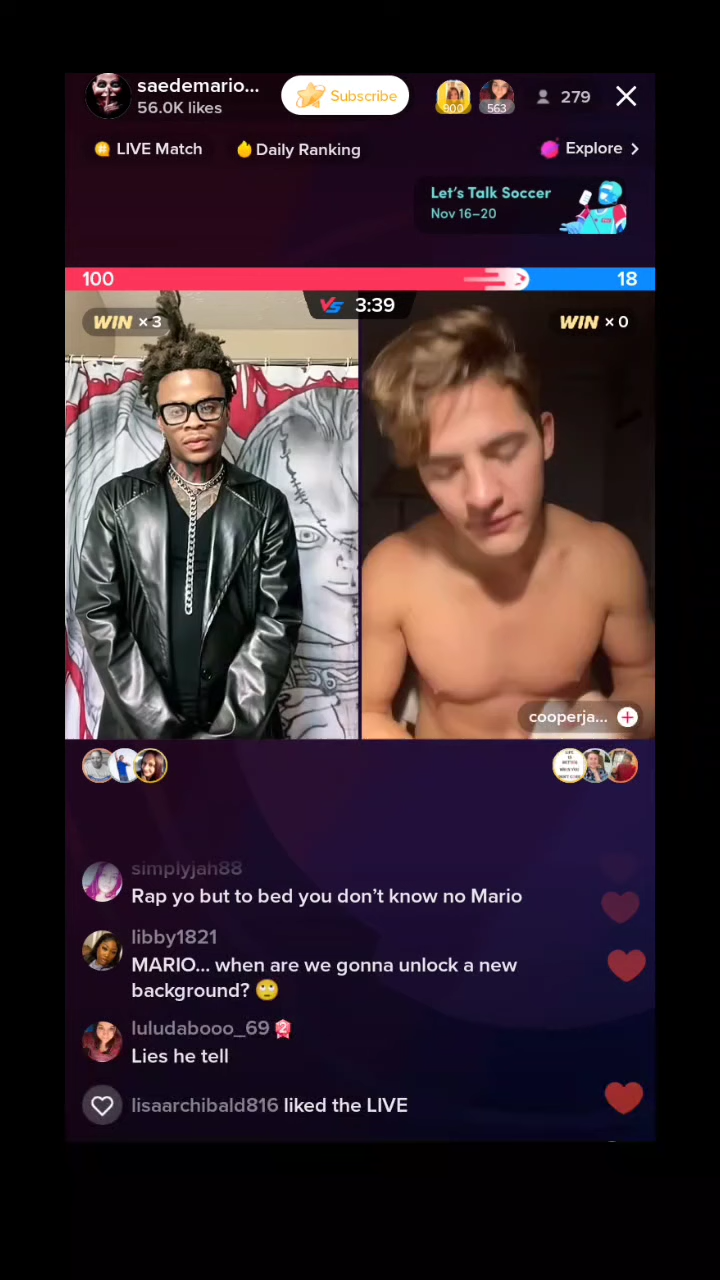 saedemario...
56.0K likes
Subscribe
800
563
279
LIVE Match
Daily Ranking
Explore
Let's Talk Soccer
Nov 16–20
100
18
VS 3:39
WIN × 3
WIN × 0
cooperja...
simplyjah88
Rap yo but to bed you don't know no Mario
libby1821
MARIO... when are we gonna unlock a new
background? 🙄
luludabooo_69 2
Lies he tell
lisaarchibald816 liked the LIVE